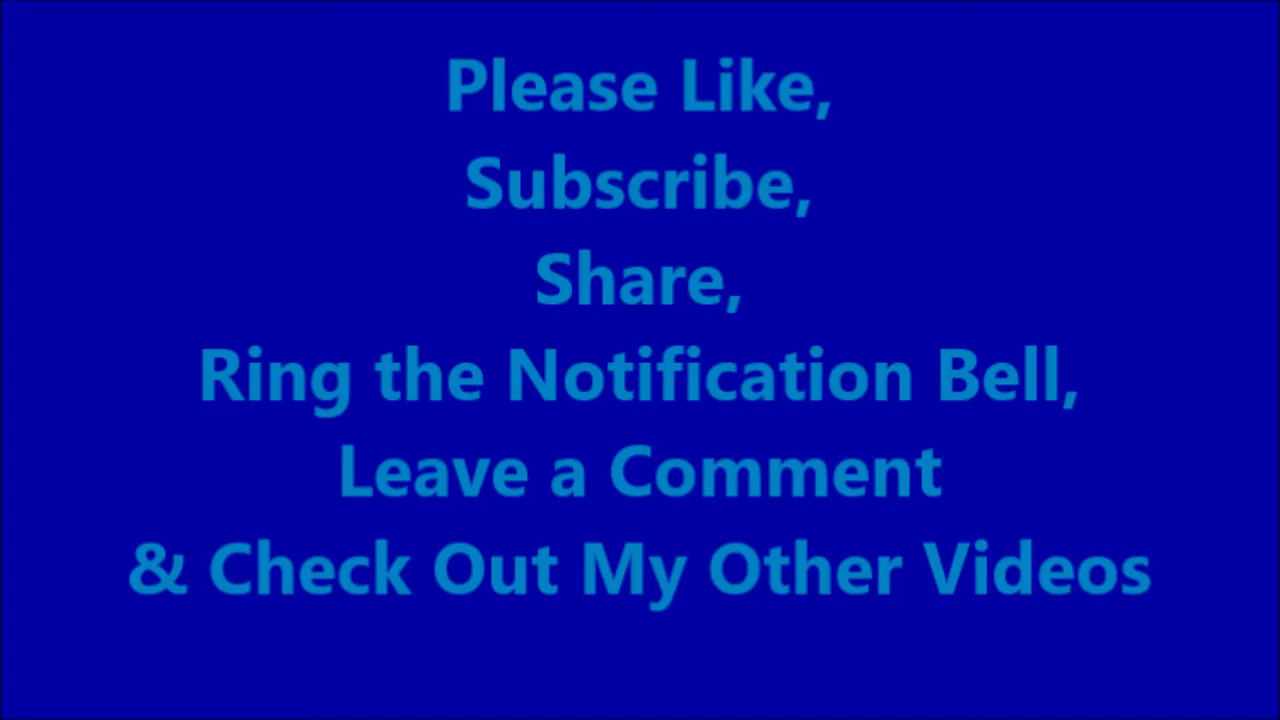 Please Like,
Subscribe,
Share,
Ring the Notification Bell,
Leave a Comment
& Check Out My Other Videos